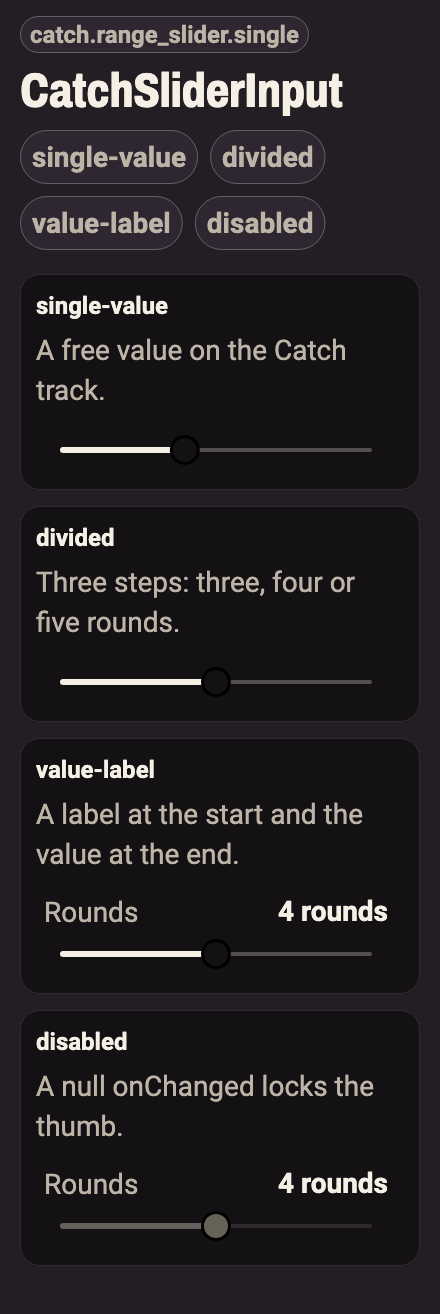 catch.range_slider.single
CatchSliderInput
single-value divided
value-label disabled
single-value
A free value on the Catch
track.
divided
Three steps: three, four or
five rounds.
value-label
A label at the start and the
value at the end.
Rounds 4 rounds
disabled
A null onChanged locks the
thumb.
Rounds 4 rounds